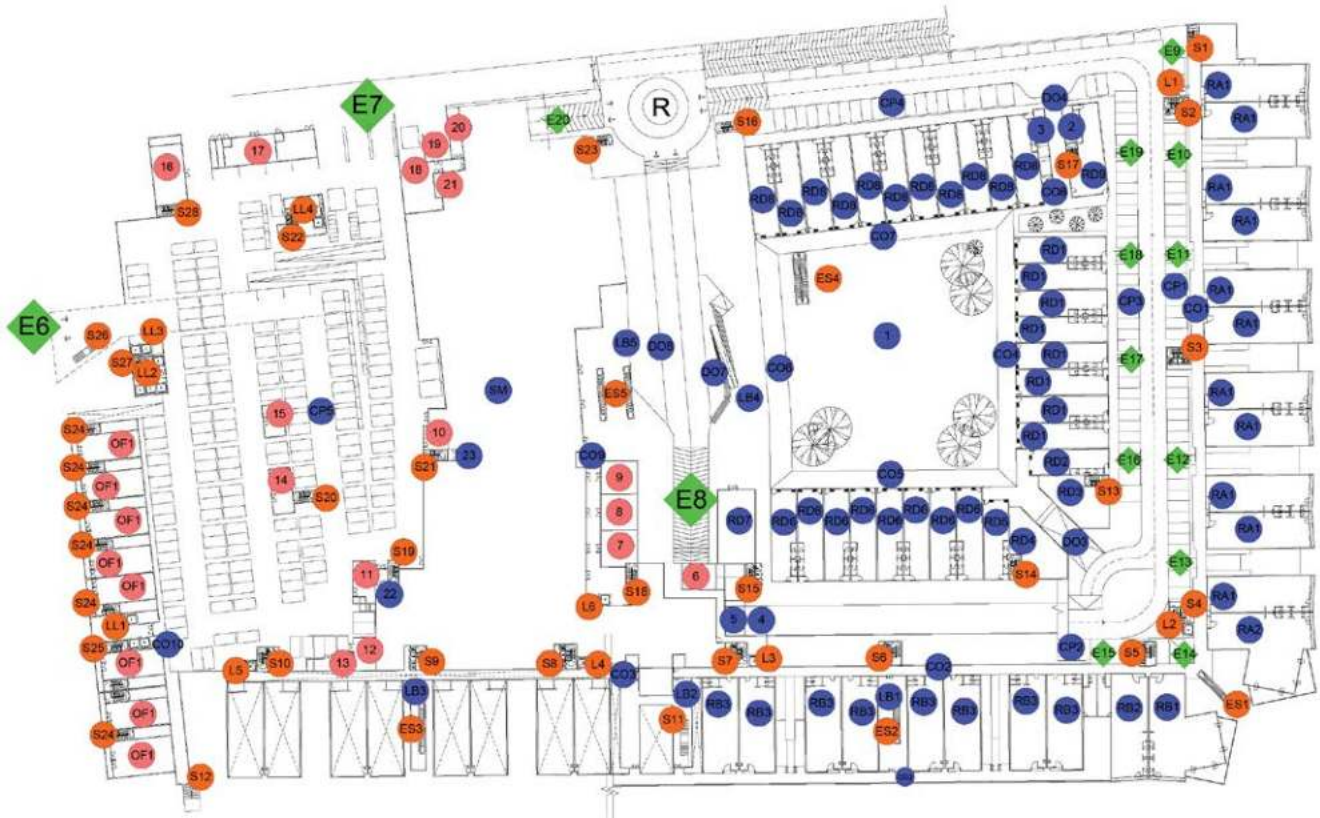 E9 S1
E7 L1 RA1
R CP4 DO4 S2 RA1
E20 S16 3 2
20
19 17
S23 E19 E10
16 18 21 S17
RD8 RD8 RD8 RD8 RD8 RD8 RD8 RD8 RD8 RD8 CO8 RD9 RA1
S28 LL4 RA1
S22 CO7
RD1 E18 E11
ES4 RD1 CP1 RA1
RD1 CP3 CO1
E6 RD1 RA1
S26 LL3 LB5 DO8 1 S3
S27 LL2 CO6 CO4 RD1 E17
DO7 RD1 RA1
SM ES5 LB4
15 CP5 RD1 RA1
S24 OF1 10 RD1
S24 S21 23 CO9 RD2 E16 E12
14 9 CO5
S24 OF1 S20 E8 RD3 S13 RA1
8 RD7 RD6 RD6 RD6 RD6 RD6 RD6 RD6
OF1 RA1
S24 S19 7 RD4 DO3
OF1 11 6 S14 E13
OF1 22 S18 S15
S24 L6 S4 RA1
LL1 5 4 L2 RA2
S25 CO10 12 CP2
OF1 L5 S10 13 S9 S8 L4 CO3 S7 L3 S6 CO2 E15 S5 E14
LB3 LB2 RB3 RB3 RB3 RB3 LB1 RB3 RB3 RB3 RB3 RB2 RB1 ES1
OF1 S11
S24 ES3 ES2
OF1
S12